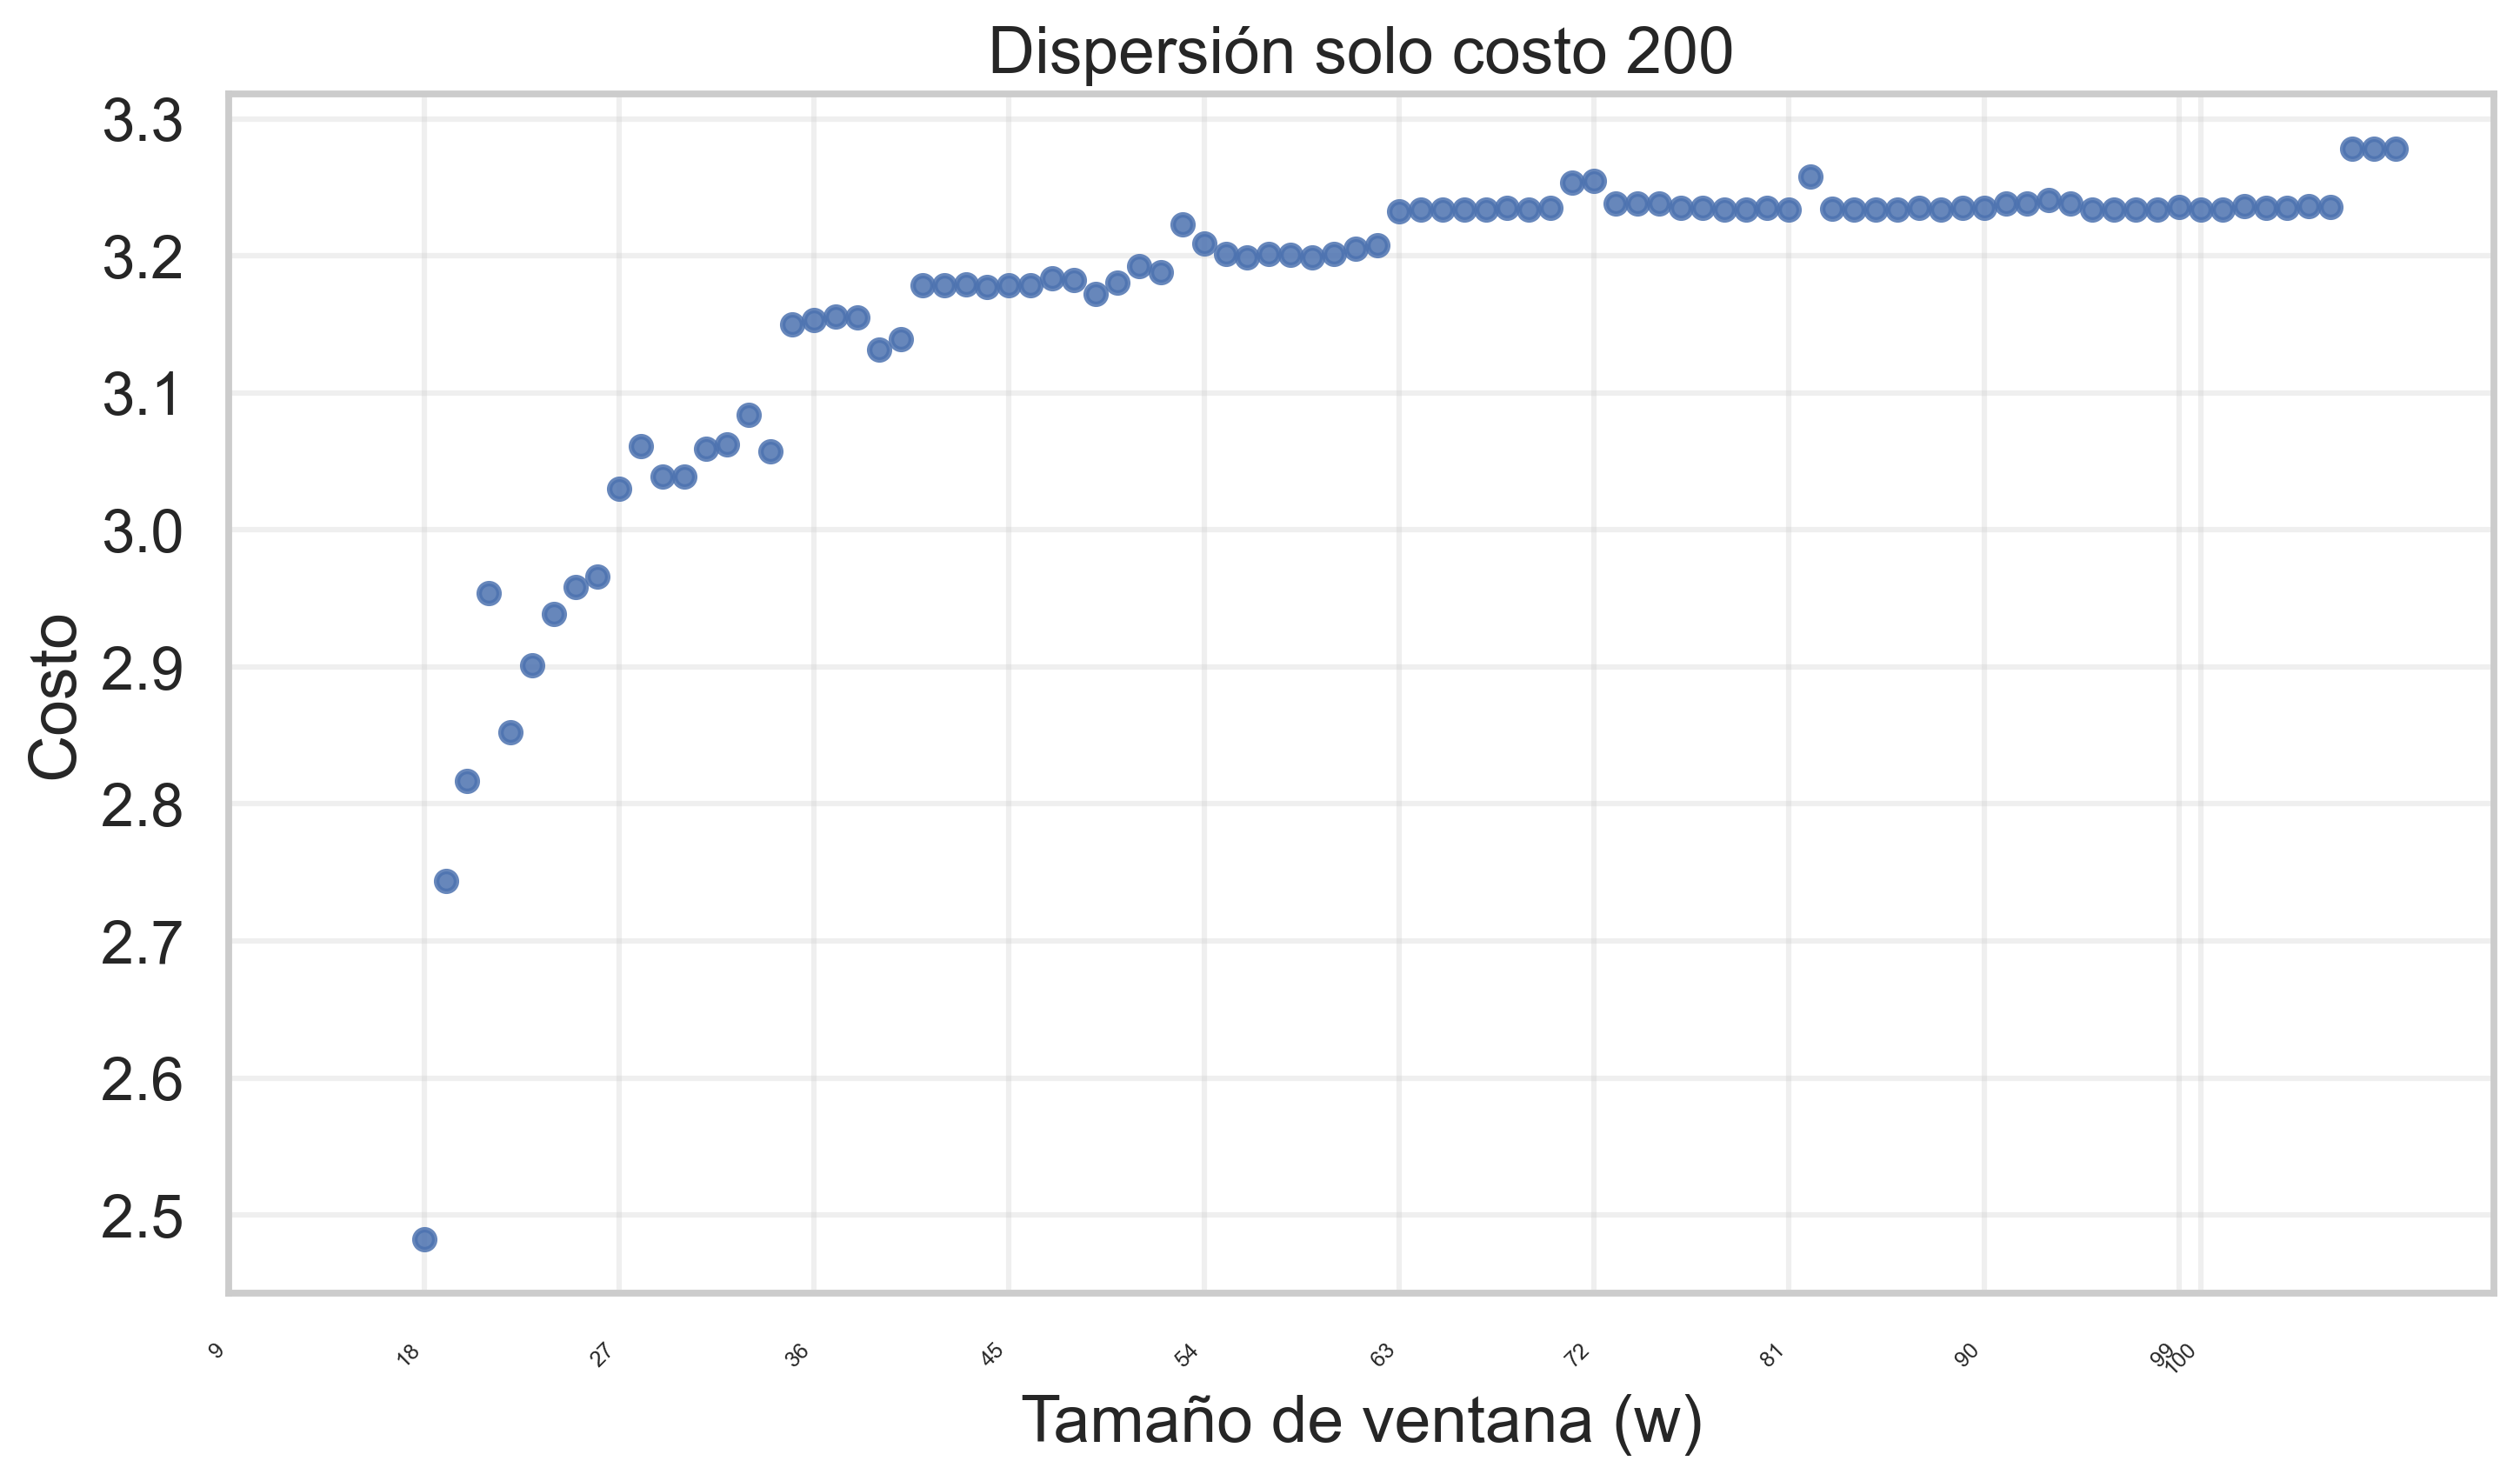 Dispersión solo costo 200
3.3
3.2
3.1
3.0
2.9
2.8
2.7
2.6
2.5
Costo
9 18 27 36 45 54 63 72 81 90 99 100
Tamaño de ventana (w)